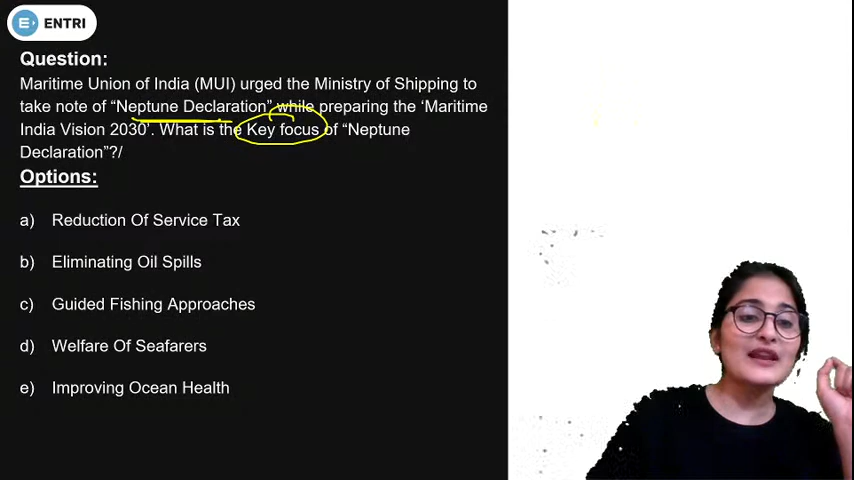 E ENTRI
Question:
Maritime Union of India (MUI) urged the Ministry of Shipping to
take note of “Neptune Declaration” while preparing the ‘Maritime
India Vision 2030’. What is the Key focus of “Neptune
Declaration”?/
Options:
a) Reduction Of Service Tax
b) Eliminating Oil Spills
c) Guided Fishing Approaches
d) Welfare Of Seafarers
e) Improving Ocean Health